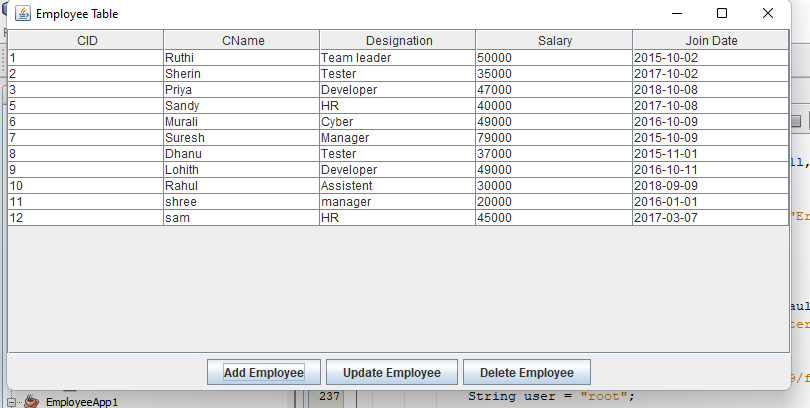 Employee Table
CID CName Designation Salary Join Date
1 Ruthi Team leader 50000 2015-10-02
2 Sherin Tester 35000 2017-10-02
3 Priya Developer 47000 2018-10-08
5 Sandy HR 40000 2017-10-08
6 Murali Cyber 49000 2016-10-09
7 Suresh Manager 79000 2015-10-09
8 Dhanu Tester 37000 2015-11-01
9 Lohith Developer 49000 2016-10-11
10 Rahul Assistent 30000 2018-09-09
11 shree manager 20000 2016-01-01
12 sam HR 45000 2017-03-07
Add Employee Update Employee Delete Employee
EmployeeApp1 237 String user = "root";